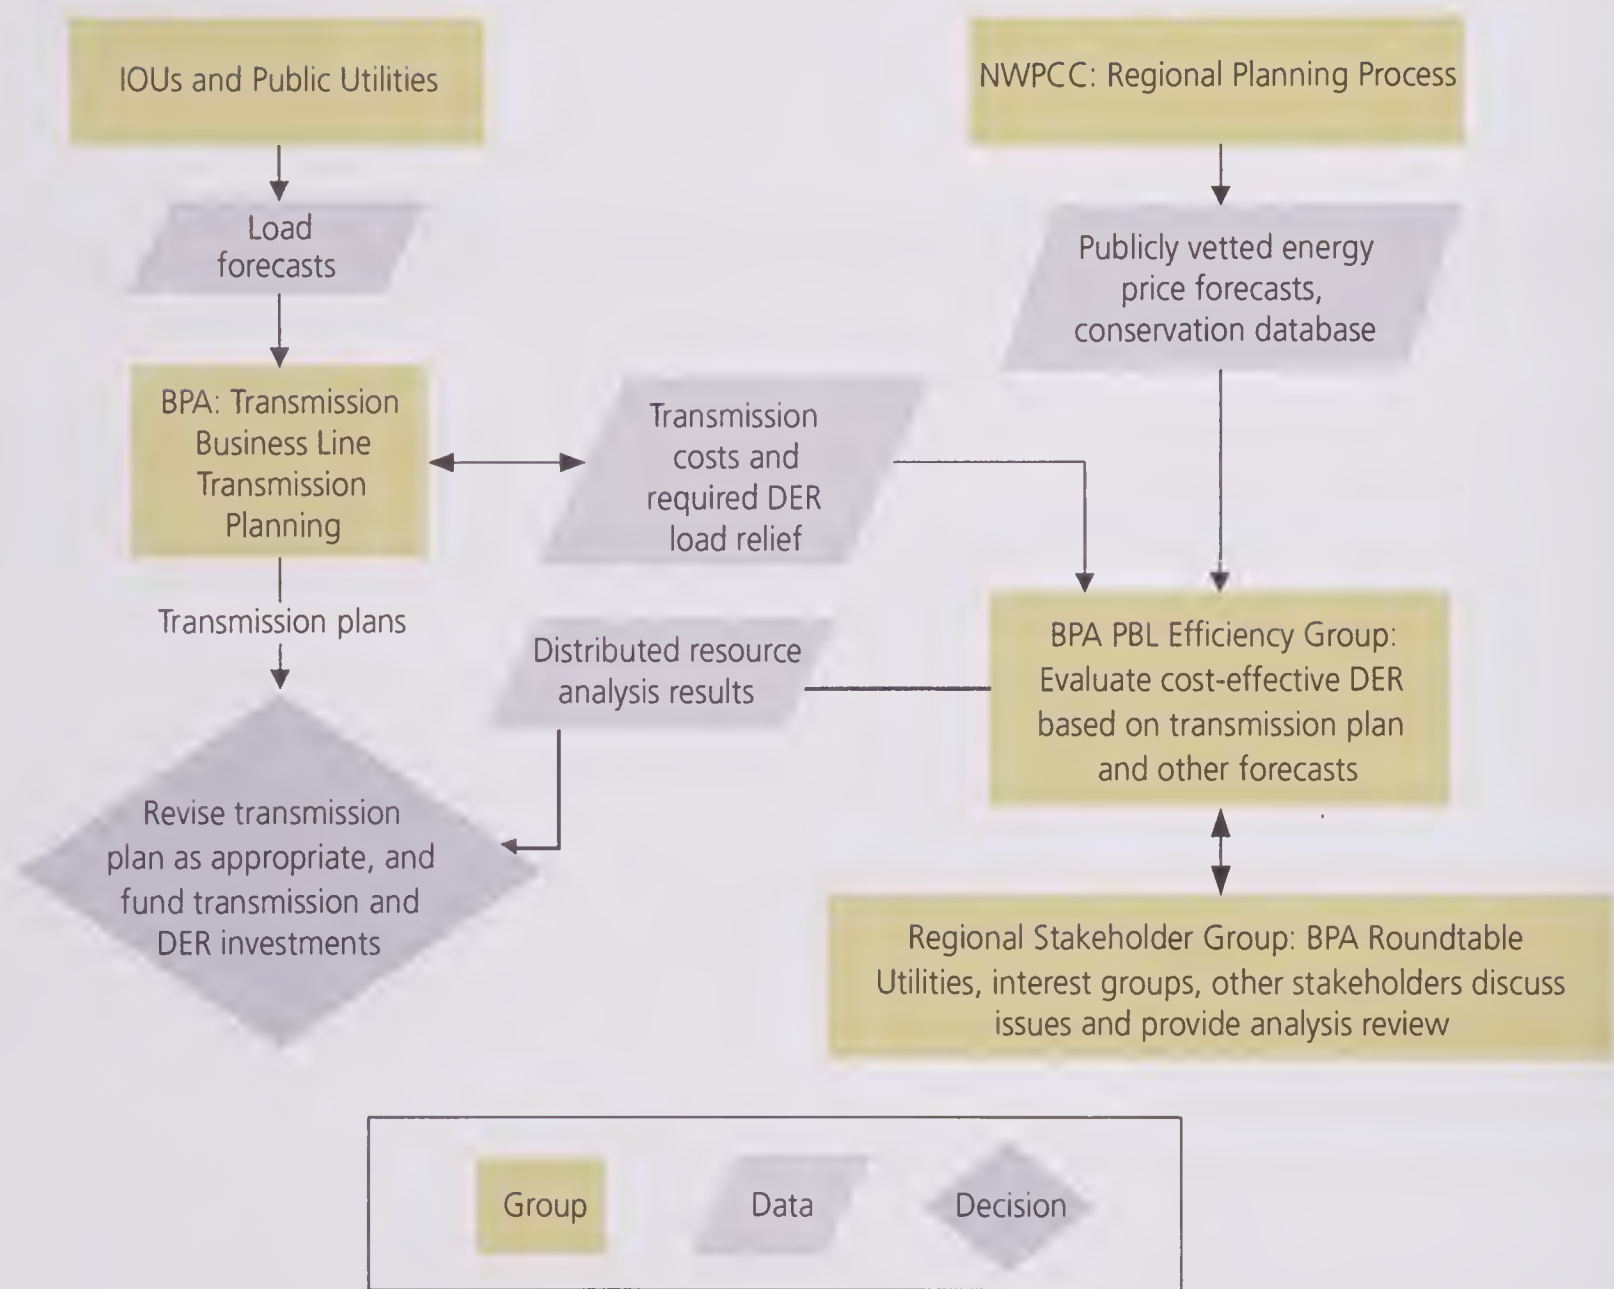 IOUs and Public Utilities
NWPCC: Regional Planning Process
Load
forecasts
Publicly vetted energy
price forecasts,
conservation database
BPA: Transmission
Business Line
Transmission
Planning
Transmission
costs and
required DER
load relief
Transmission plans
Distributed resource
analysis results
BPA PBL Efficiency Group:
Evaluate cost-effective DER
based on transmission plan
and other forecasts
Revise transmission
plan as appropriate, and
fund transmission and
DER investments
Regional Stakeholder Group: BPA Roundtable
Utilities, interest groups, other stakeholders discuss
issues and provide analysis review
Group
Data
Decision